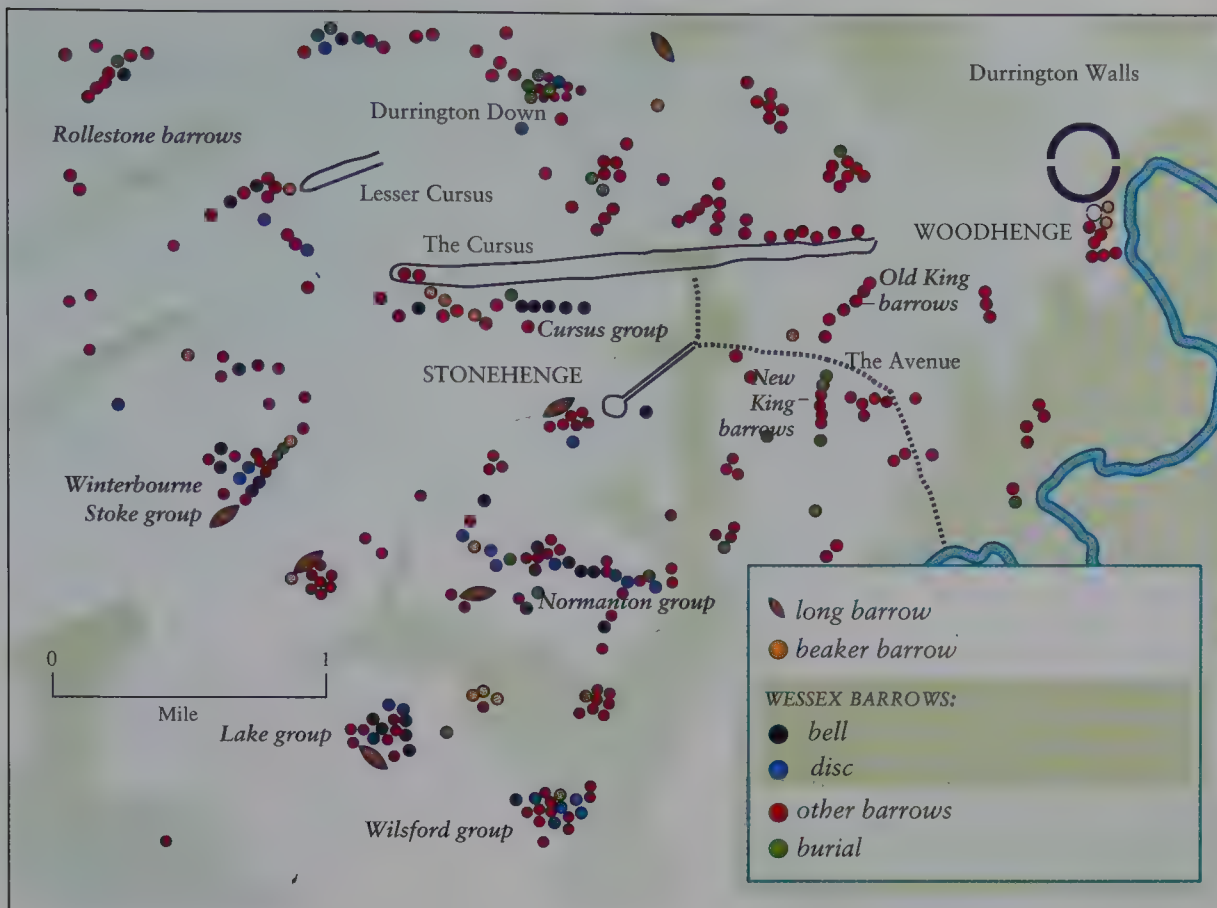 Durrington Walls
Durrington Down
Rollestone barrows
Lesser Cursus
WOODHENGE
The Cursus
Old King
barrows
Cursus group
The Avenue
STONEHENGE
New
King
barrows
Winterbourne
Stoke group
Normanton group
0 1
Mile
Lake group
Wilsford group
long barrow
beaker barrow
WESSEX BARROWS:
bell
disc
other barrows
burial